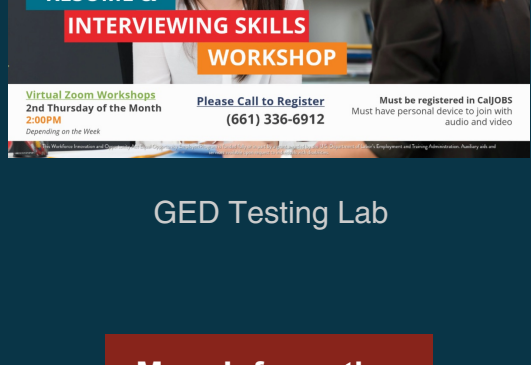 RESUME &
INTERVIEWING SKILLS
WORKSHOP
Virtual Zoom Workshops
2nd Thursday of the Month
2:00PM
Depending on the Week
Please Call to Register
(661) 336-6912
Must be registered in CalJOBS
Must have personal device to join with
audio and video
GED Testing Lab